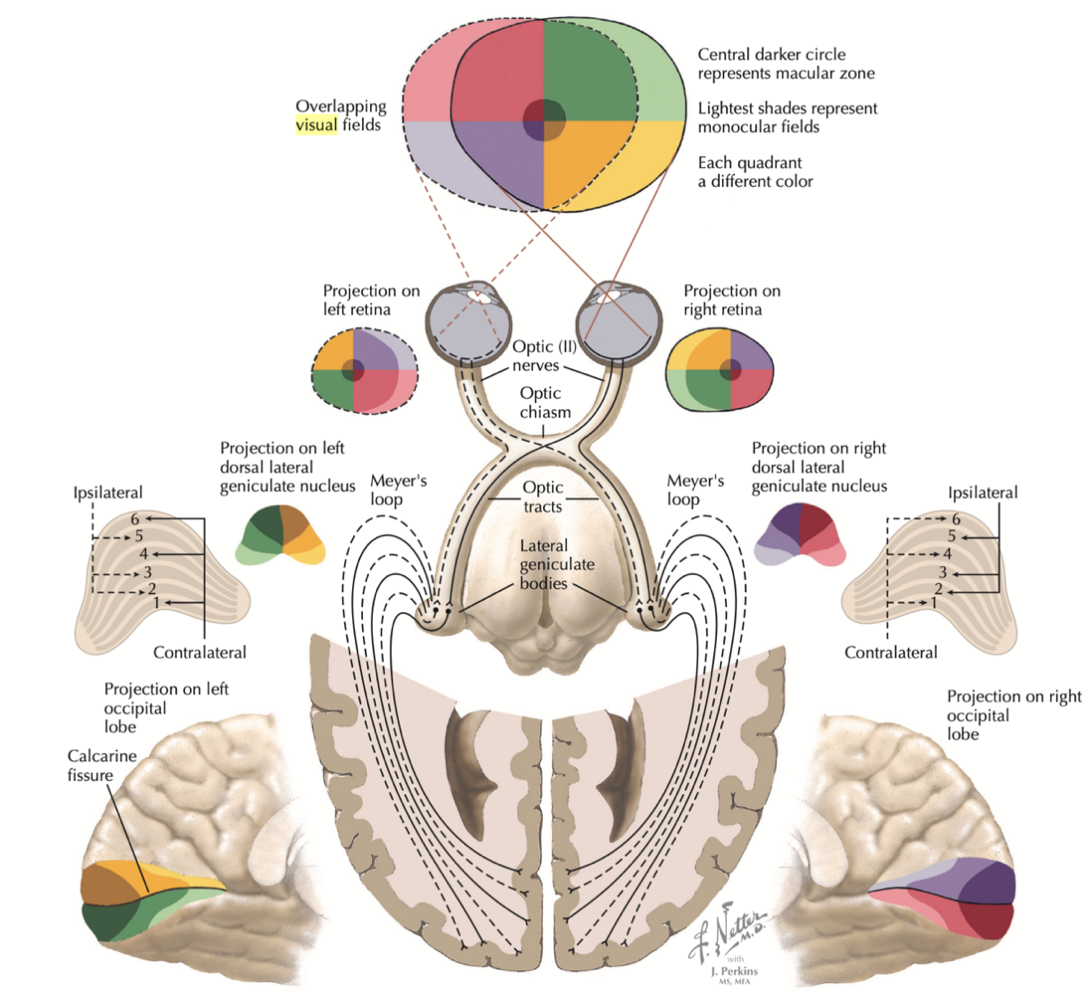 Central darker circle
represents macular zone
Overlapping
visual fields
Lightest shades represent
monocular fields
Each quadrant
a different color
Projection on
left retina
Projection on
right retina
Optic (II)
nerves
Optic
chiasm
Projection on left
dorsal lateral
geniculate nucleus
Meyer's
loop
Optic
tracts
Meyer's
loop
Projection on right
dorsal lateral
geniculate nucleus
Ipsilateral
6
5
4
3
2
1
Contralateral
Lateral
geniculate
bodies
Ipsilateral
6
5
4
3
2
1
Contralateral
Projection on left
occipital
lobe
Calcarine
fissure
Projection on right
occipital
lobe
F. Netter
M.D.
with
J. Perkins
MS, MFA